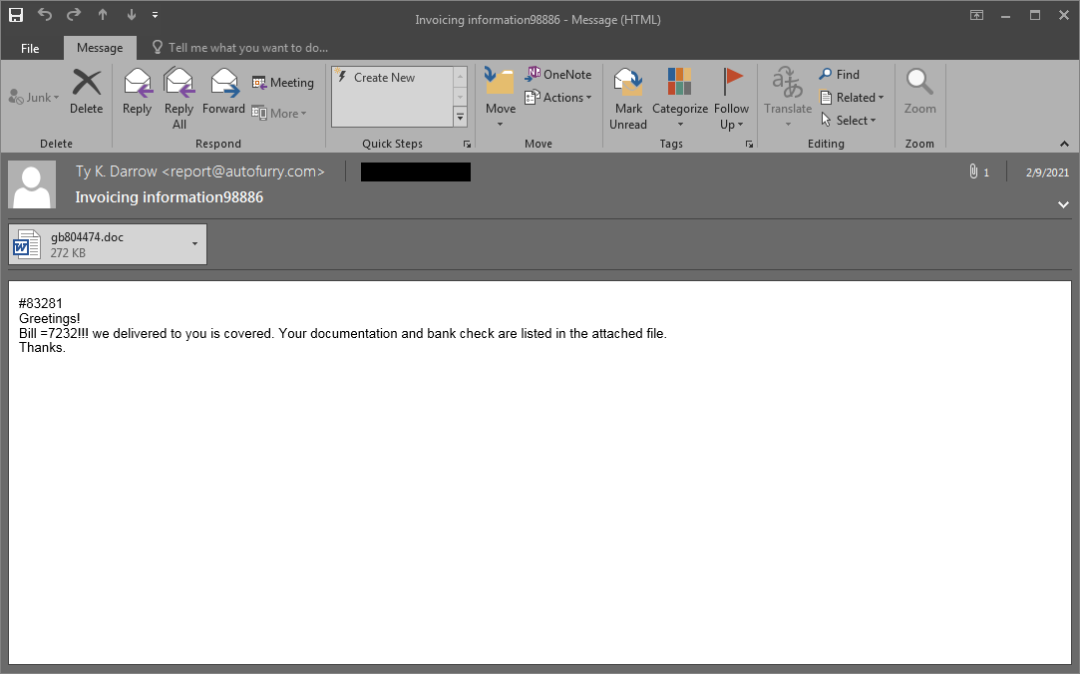 Invoicing information98886 - Message (HTML)
File
Message
Tell me what you want to do...
Junk
Delete
Reply
Reply All
Forward
Meeting
More
Create New
Move
OneNote
Actions
Mark Unread
Categorize
Follow Up
Translate
Find
Related
Select
Zoom
Delete
Respond
Quick Steps
Move
Tags
Editing
Zoom
Ty K. Darrow <report@autofurry.com>
1
2/9/2021
Invoicing information98886
gb804474.doc
272 KB
#83281
Greetings!
Bill =7232!!! we delivered to you is covered. Your documentation and bank check are listed in the attached file.
Thanks.